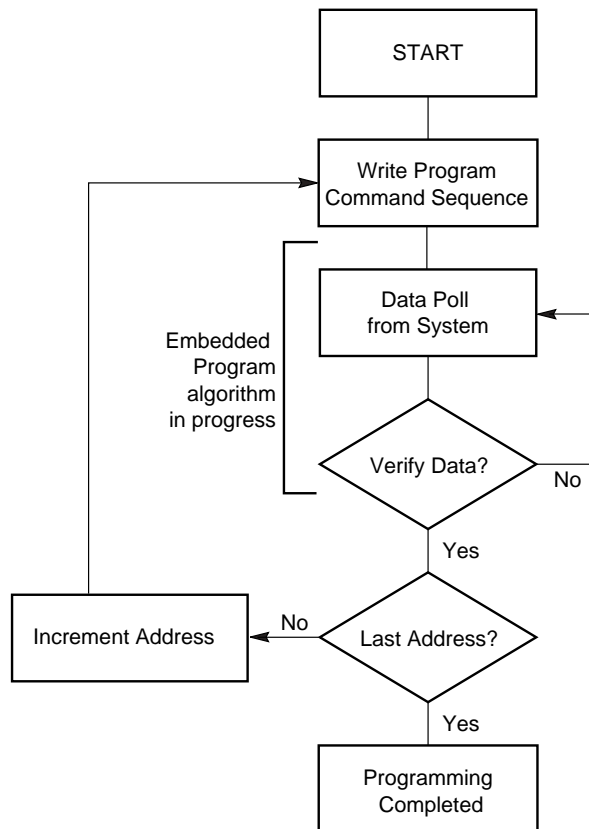 START
Write Program
Command Sequence
Data Poll
from System
Embedded
Program
algorithm
in progress
Verify Data?
No
Yes
Last Address?
No
Increment Address
Yes
Programming
Completed